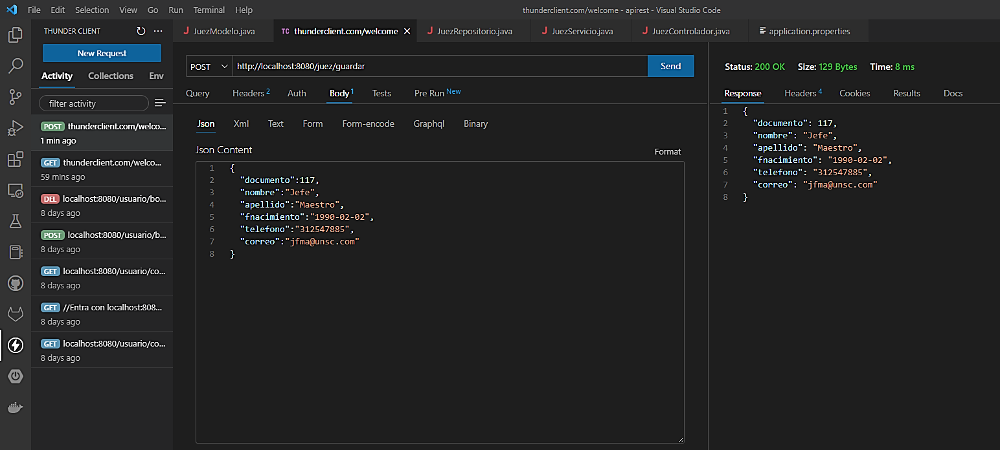 File Edit Selection View Go Run Terminal Help
thunderclient.com/welcome - apirest - Visual Studio Code
THUNDER CLIENT
New Request
Activity Collections Env
filter activity
POST thunderclient.com/welco...
1 min ago
GET thunderclient.com/welco...
59 mins ago
DEL localhost:8080/usuario/bo...
8 days ago
POST localhost:8080/usuario/b...
8 days ago
GET localhost:8080/usuario/co...
8 days ago
GET //Entra con localhost:808...
8 days ago
GET localhost:8080/usuario/co...
8 days ago
J JuezModelo.java TC thunderclient.com/welcome J JuezRepositorio.java J JuezServicio.java J JuezControlador.java application.properties
POST http://localhost:8080/juez/guardar Send
Query Headers 2 Auth Body 1 Tests Pre Run New
Json Xml Text Form Form-encode Graphql Binary
Json Content
Format
1 {
2 "documento":117,
3 "nombre":"Jefe",
4 "apellido":"Maestro",
5 "fnacimiento":"1990-02-02",
6 "telefono":"312547885",
7 "correo":"jfma@unsc.com"
8 }
Status: 200 OK Size: 129 Bytes Time: 8 ms
Response Headers 4 Cookies Results Docs
1 {
2 "documento": 117,
3 "nombre": "Jefe",
4 "apellido": "Maestro",
5 "fnacimiento": "1990-02-02",
6 "telefono": "312547885",
7 "correo": "jfma@unsc.com"
8 }